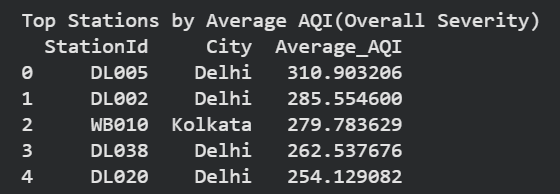 Top Stations by Average AQI(Overall Severity)
StationId City Average_AQI
0 DL005 Delhi 310.903206
1 DL002 Delhi 285.554600
2 WB010 Kolkata 279.783629
3 DL038 Delhi 262.537676
4 DL020 Delhi 254.129082